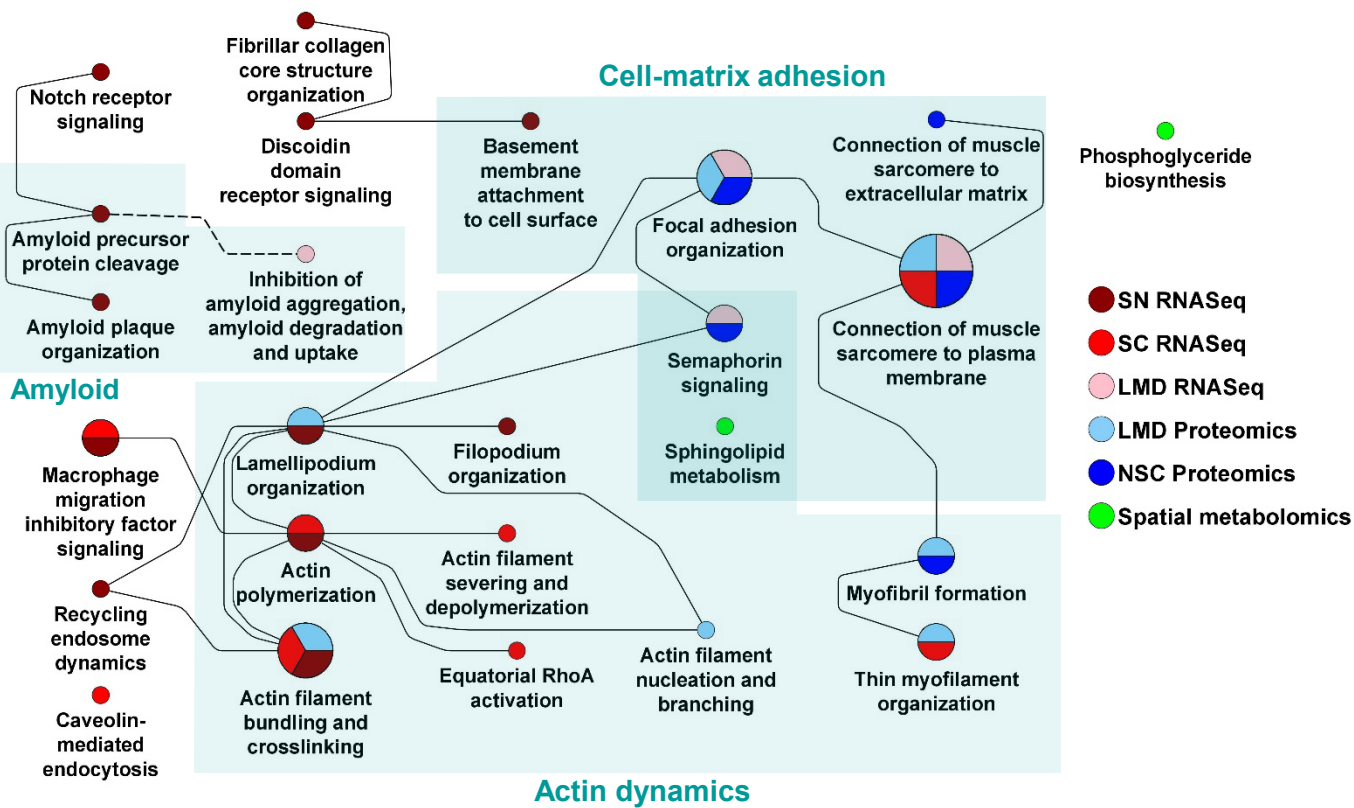 Fibrillar collagen
core structure
organization
Cell-matrix adhesion
Notch receptor
signaling
Discoidin
domain
receptor signaling
Basement
membrane
attachment
to cell surface
Connection of muscle
sarcomere to
extracellular matrix
Phosphoglyceride
biosynthesis
Amyloid precursor
protein cleavage
Focal adhesion
organization
Inhibition of
amyloid aggregation,
amyloid degradation
and uptake
Amyloid plaque
organization
Amyloid
Semaphorin
signaling
Connection of muscle
sarcomere to plasma
membrane
SN RNASeq
SC RNASeq
LMD RNASeq
LMD Proteomics
NSC Proteomics
Spatial metabolomics
Macrophage
migration
inhibitory factor
signaling
Lamellipodium
organization
Filopodium
organization
Sphingolipid
metabolism
Actin
polymerization
Actin filament
severing and
depolymerization
Myofibril formation
Recycling
endosome
dynamics
Actin filament
bundling and
crosslinking
Equatorial RhoA
activation
Actin filament
nucleation and
branching
Thin myofilament
organization
Caveolin-
mediated
endocytosis
Actin dynamics